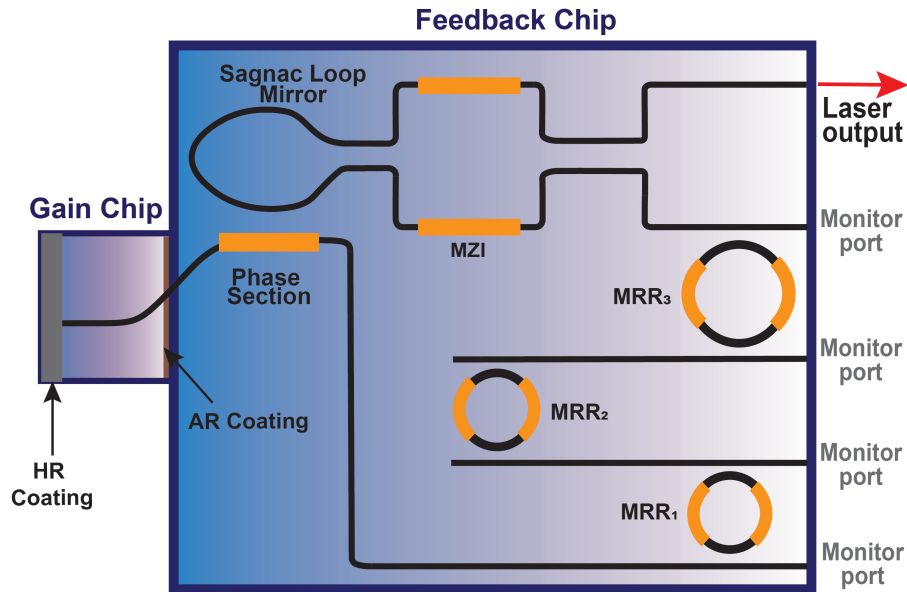 Feedback Chip
Sagnac Loop
Mirror
Laser
output
Gain Chip
MZI
Monitor
port
Phase
Section
MRR₃
Monitor
port
AR Coating
MRR₂
HR
Coating
Monitor
port
MRR₁
Monitor
port